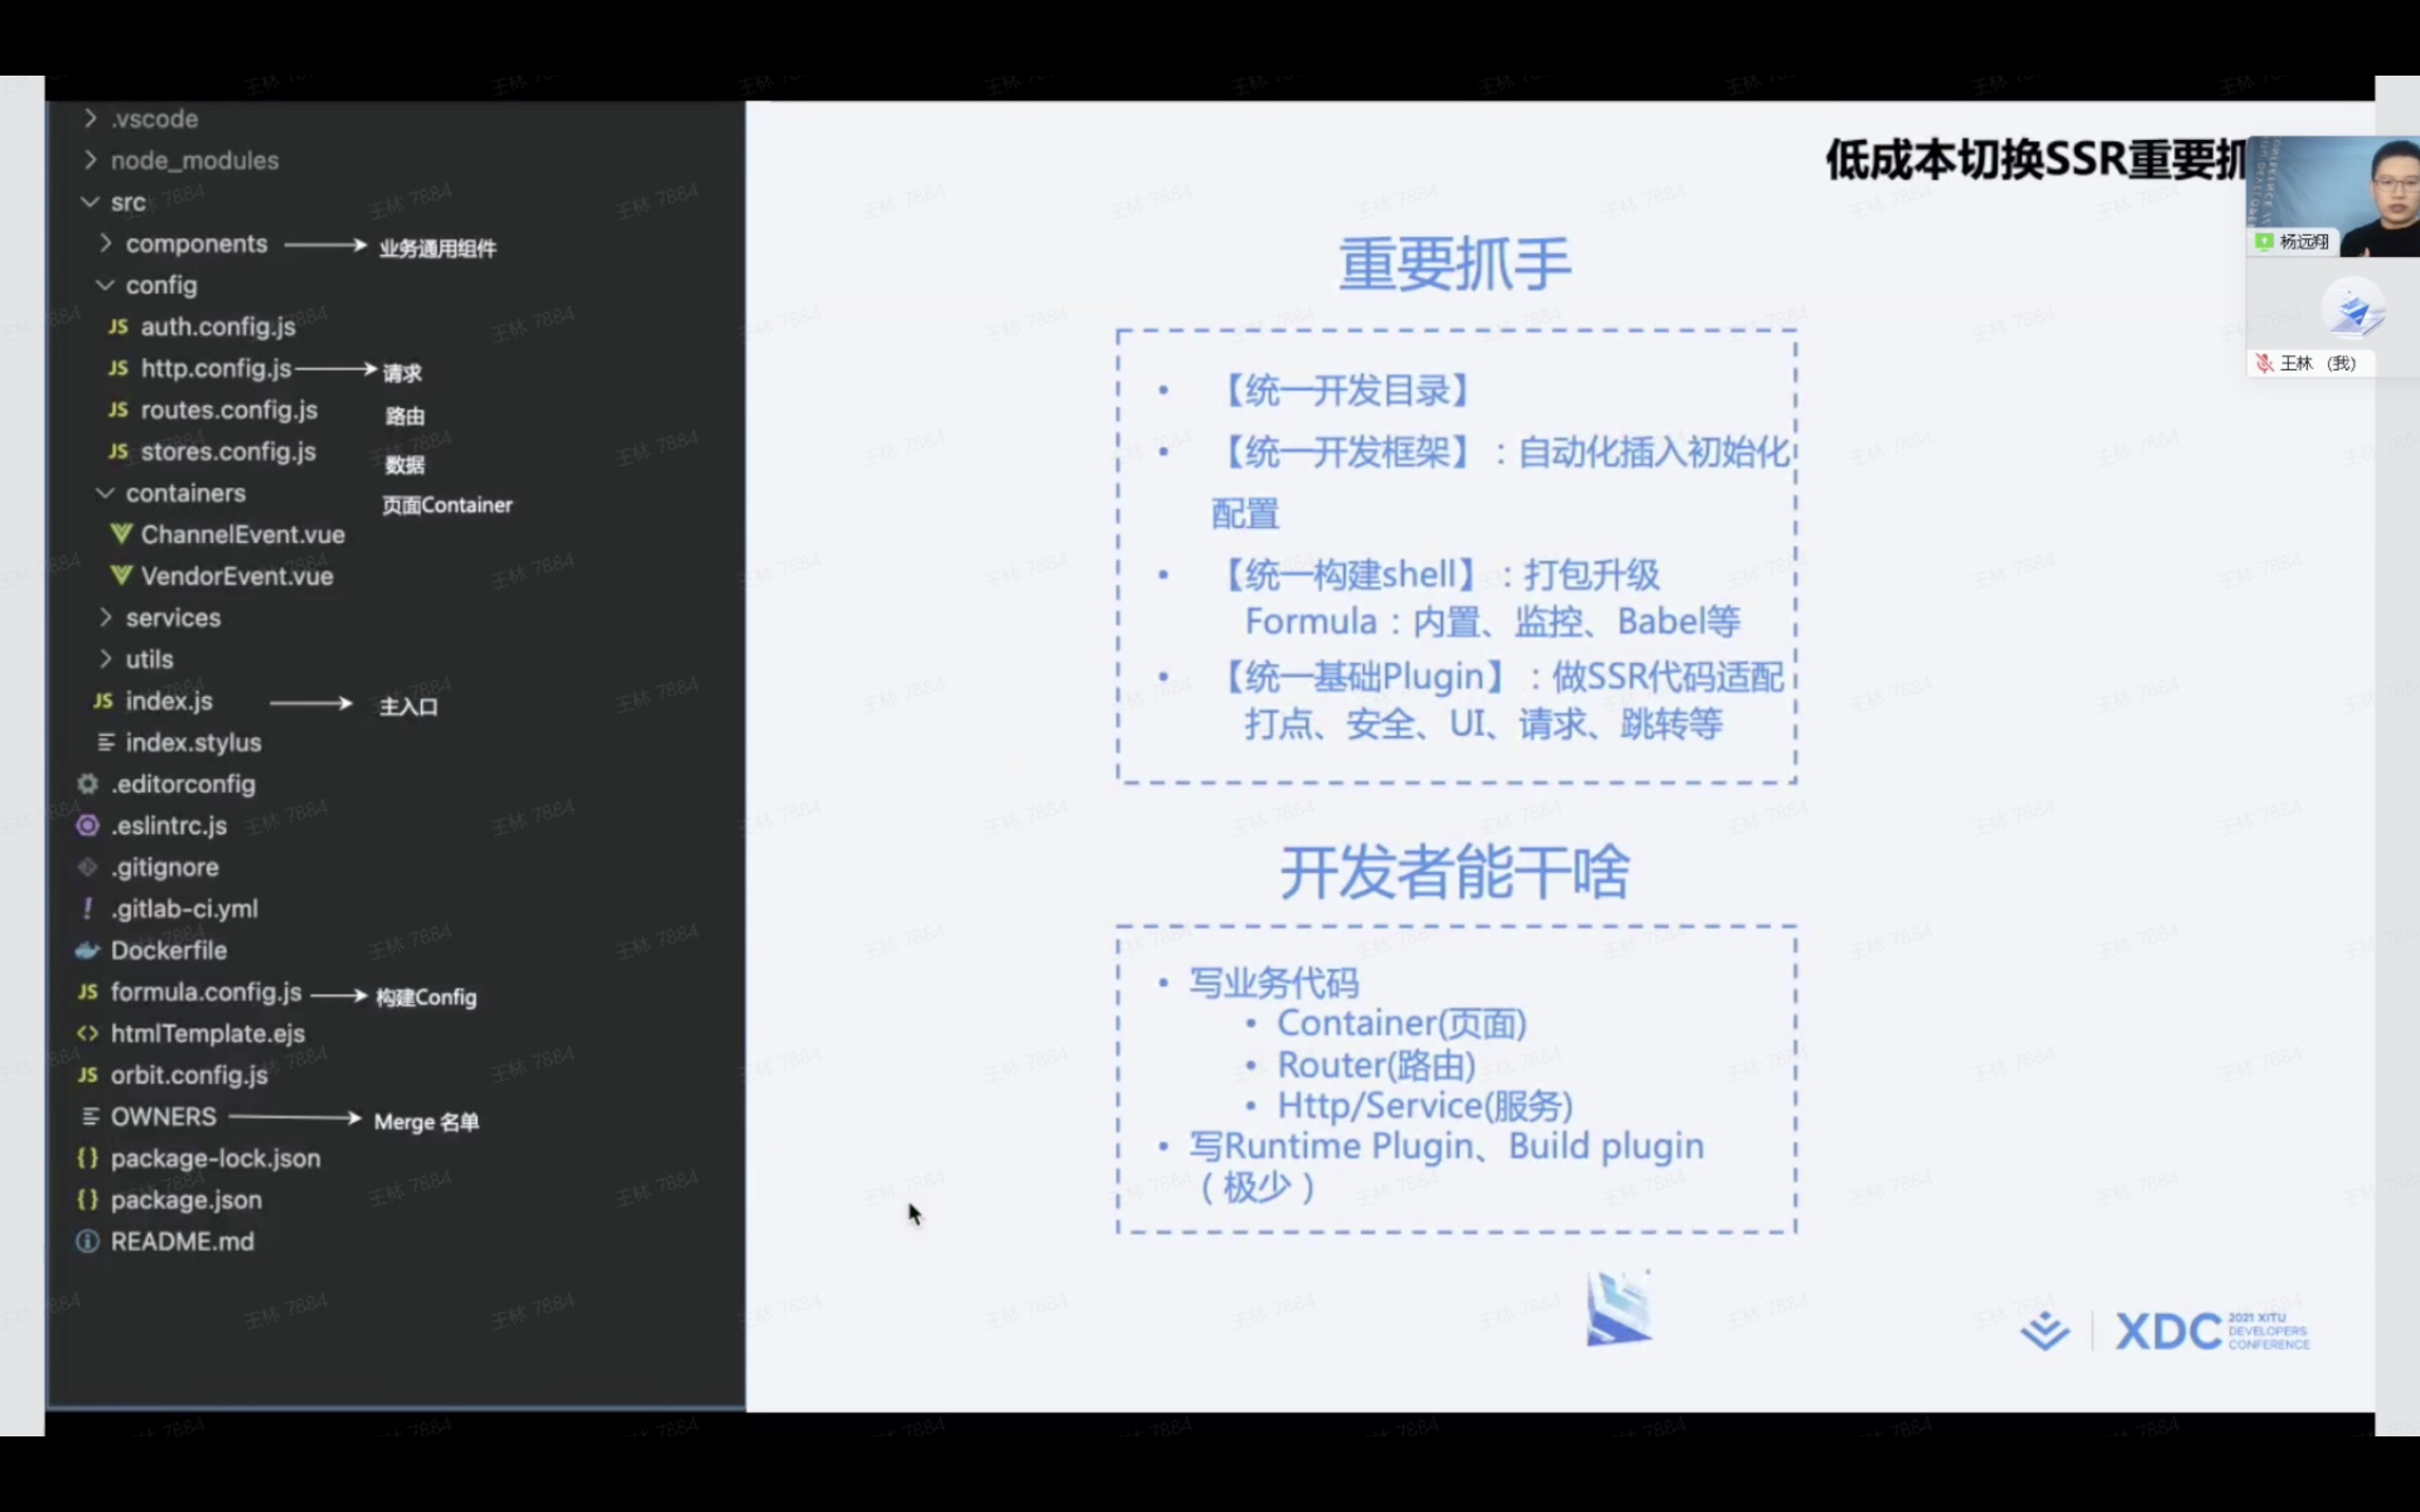 .vscode
node_modules
src
components
业务通用组件
config
auth.config.js
http.config.js
请求
routes.config.js
路由
stores.config.js
数据
containers
页面Container
ChannelEvent.vue
VendorEvent.vue
services
utils
index.js
主入口
index.stylus
.editorconfig
.eslintrc.js
.gitignore
.gitlab-ci.yml
Dockerfile
formula.config.js
构建Config
htmlTemplate.ejs
orbit.config.js
OWNERS
Merge 名单
package-lock.json
package.json
README.md
低成本切换SSR重要抓
重要抓手
• 【统一开发目录】
• 【统一开发框架】：自动化插入初始化
配置
• 【统一构建shell】：打包升级
Formula：内置、监控、Babel等
• 【统一基础Plugin】：做SSR代码适配
打点、安全、UI、请求、跳转等
开发者能干啥
• 写业务代码
• Container(页面)
• Router(路由)
• Http/Service(服务)
• 写Runtime Plugin、Build plugin
（极少）
杨远翔
王林 (我)
XDC
2021 XITU
DEVELOPERS
CONFERENCE
王林 7884